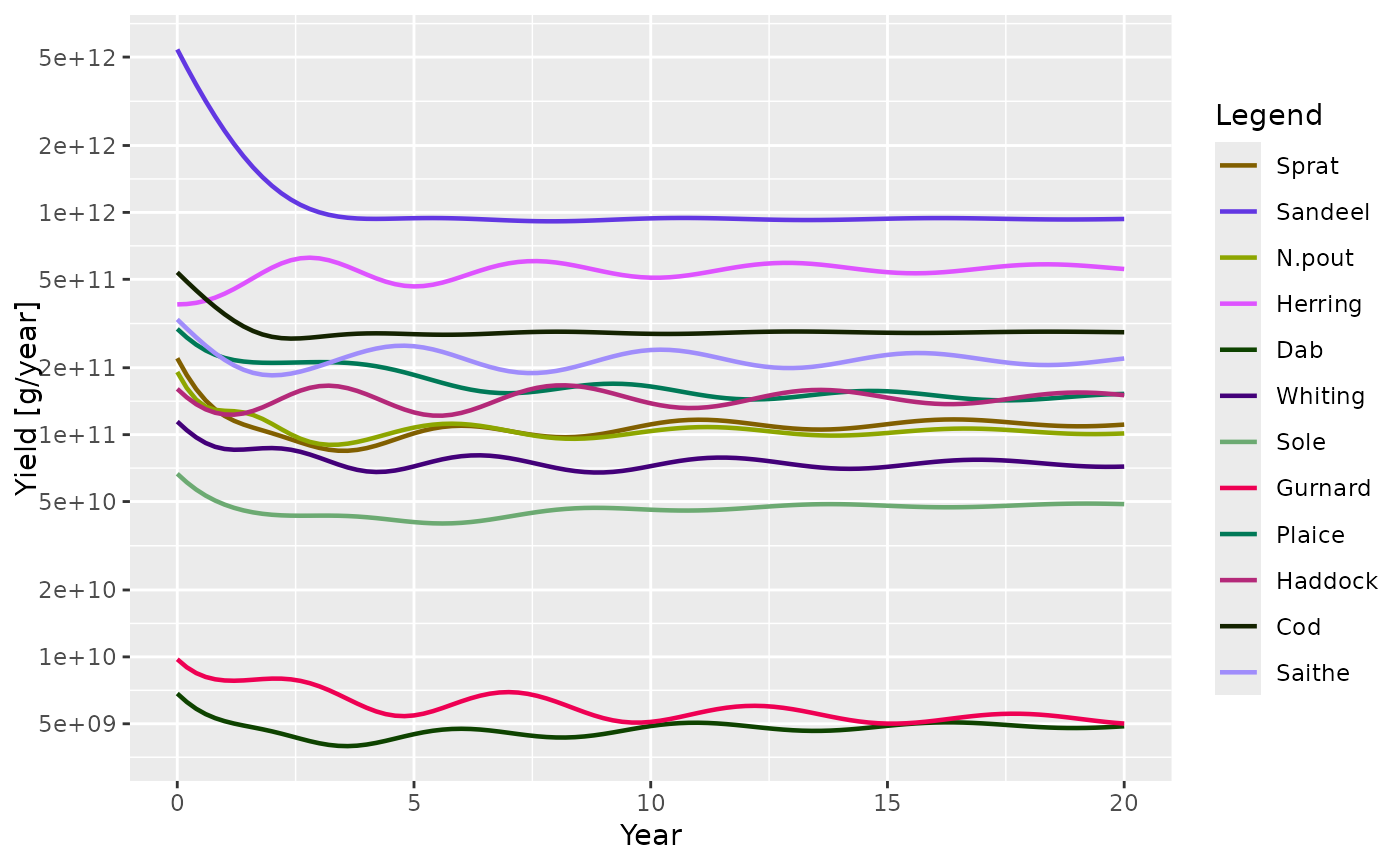 5e+12
2e+12
1e+12
5e+11
2e+11
1e+11
5e+10
2e+10
1e+10
5e+09
Yield [g/year]
0 5 10 15 20
Year
Legend
Sprat
Sandeel
N.pout
Herring
Dab
Whiting
Sole
Gurnard
Plaice
Haddock
Cod
Saithe